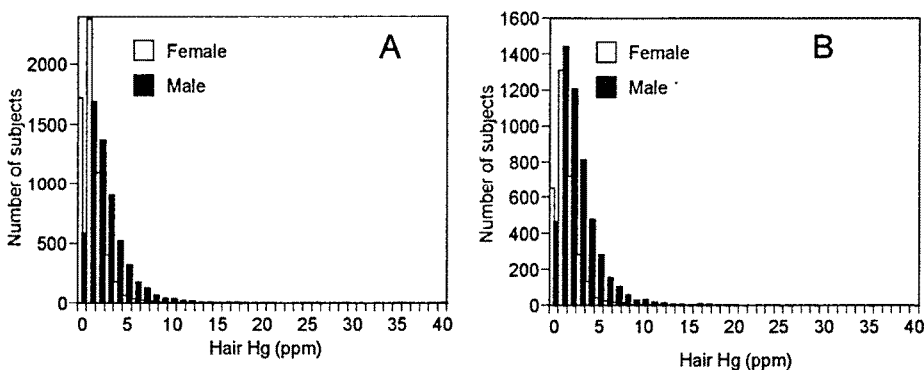 A
Female
Male
2000
1500
1000
500
0
Number of subjects
0 5 10 15 20 25 30 35 40
Hair Hg (ppm)
B
Female
Male
1600
1400
1200
1000
800
600
400
200
0
Number of subjects
0 5 10 15 20 25 30 35 40
Hair Hg (ppm)